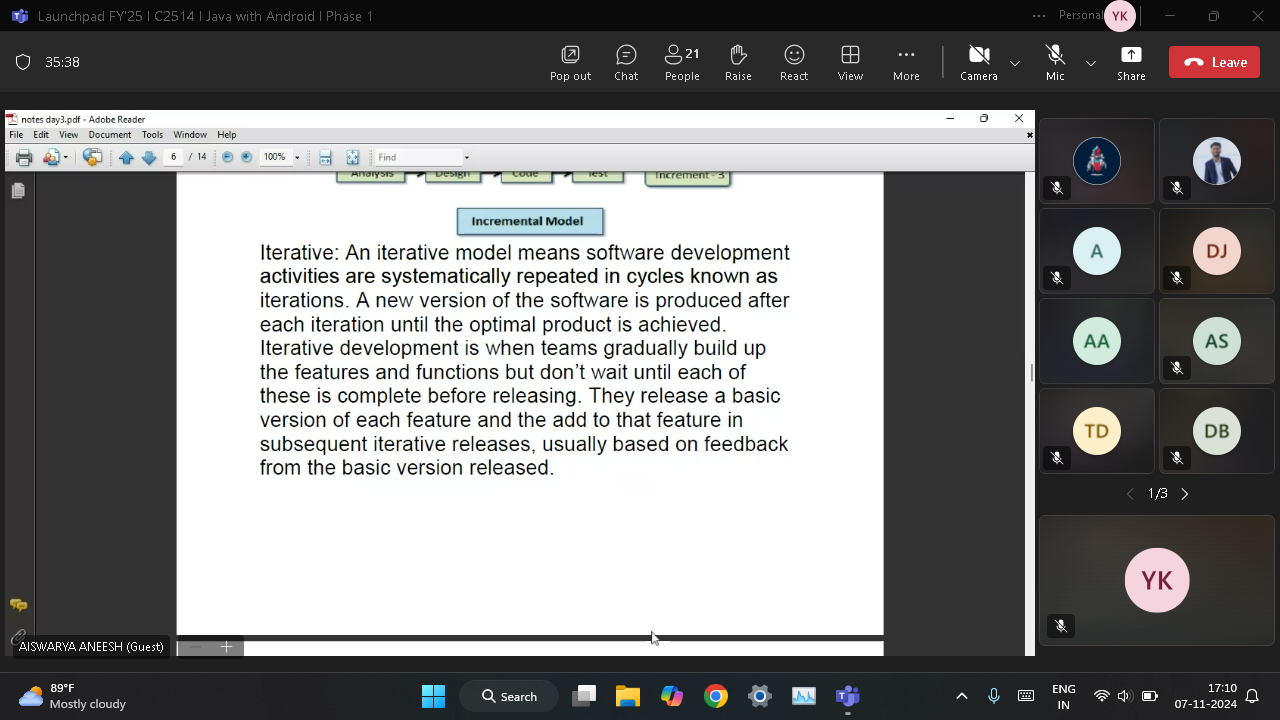 Launchpad FY'25 | C2514 | Java with Android | Phase 1
Personal
YK
35:38
Pop out
Chat
21
People
Raise
React
View
More
Camera
Mic
Share
Leave
notes day3.pdf - Adobe Reader
File Edit View Document Tools Window Help
6 / 14
100%
Find
Analysis
Design
Code
Test
Increment - 3
Incremental Model
Iterative: An iterative model means software development
activities are systematically repeated in cycles known as
iterations. A new version of the software is produced after
each iteration until the optimal product is achieved.
Iterative development is when teams gradually build up
the features and functions but don't wait until each of
these is complete before releasing. They release a basic
version of each feature and the add to that feature in
subsequent iterative releases, usually based on feedback
from the basic version released.
AISWARYA ANEESH (Guest)
A
DJ
AA
AS
TD
DB
1/3
YK
89°F
Mostly cloudy
Search
ENG
IN
17:10
07-11-2024